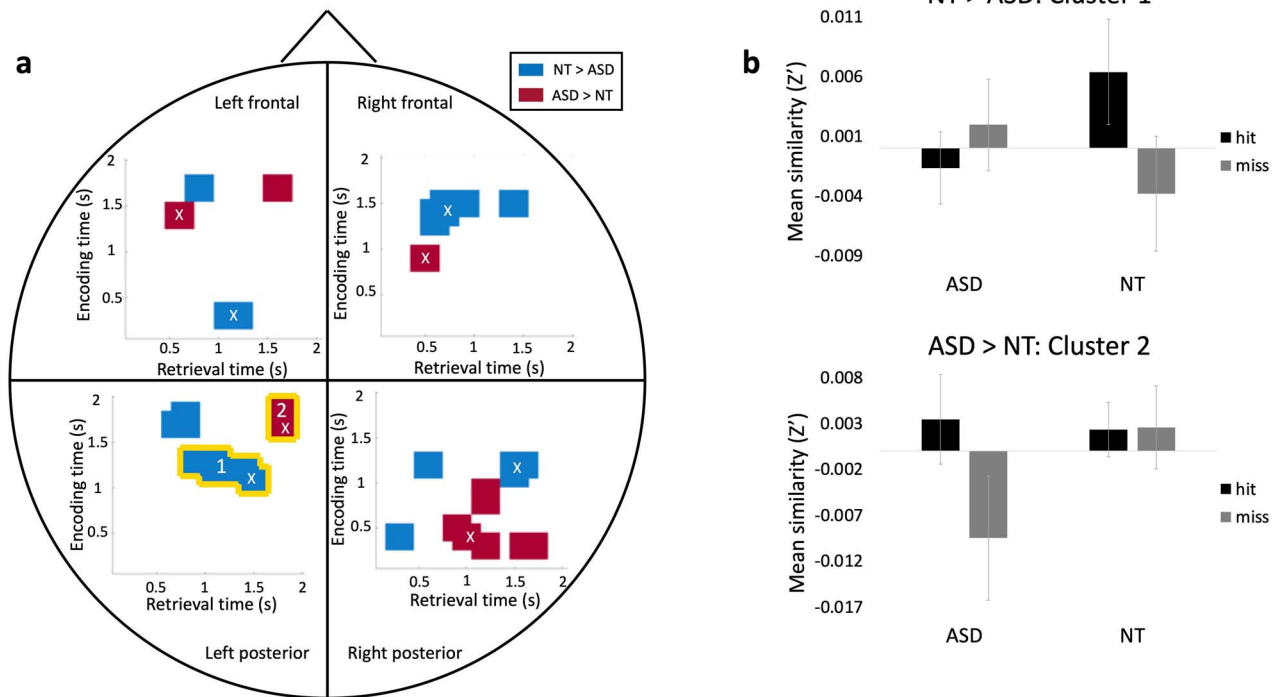 a
NT > ASD
ASD > NT
Left frontal
Right frontal
Encoding time (s)
2
1.5
1
0.5
x
x
0.5 1 1.5 2
Retrieval time (s)
Encoding time (s)
2
1.5
1
0.5
x
x
0.5 1 1.5 2
Retrieval time (s)
Encoding time (s)
2
1.5
1
0.5
1
x
2
x
0.5 1 1.5 2
Retrieval time (s)
Left posterior
Encoding time (s)
2
1.5
1
0.5
x
x
0.5 1 1.5 2
Retrieval time (s)
Right posterior
b
NT > ASD: Cluster 1
Mean similarity (Z')
0.011
0.006
0.001
-0.004
-0.009
ASD NT
hit
miss
ASD > NT: Cluster 2
Mean similarity (Z')
0.008
0.003
-0.002
-0.007
-0.012
-0.017
ASD NT
hit
miss